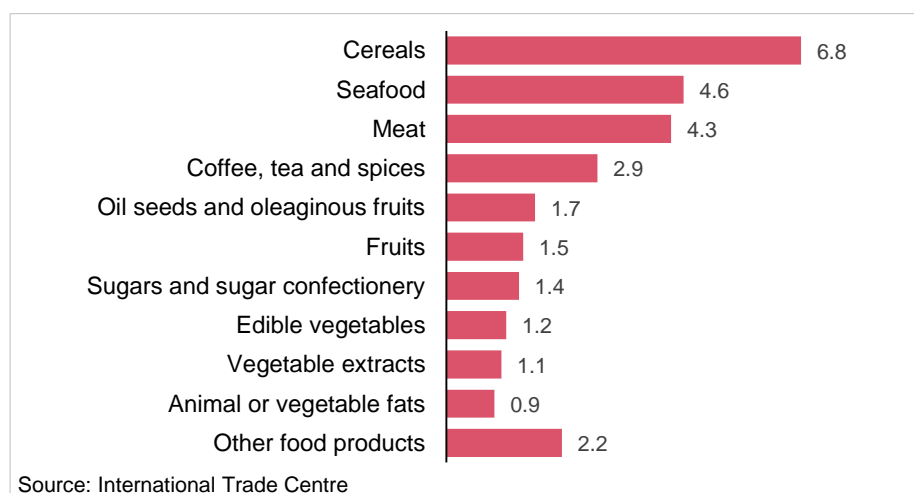 Cereals 6.8
Seafood 4.6
Meat 4.3
Coffee, tea and spices 2.9
Oil seeds and oleaginous fruits 1.7
Fruits 1.5
Sugars and sugar confectionery 1.4
Edible vegetables 1.2
Vegetable extracts 1.1
Animal or vegetable fats 0.9
Other food products 2.2
Source: International Trade Centre